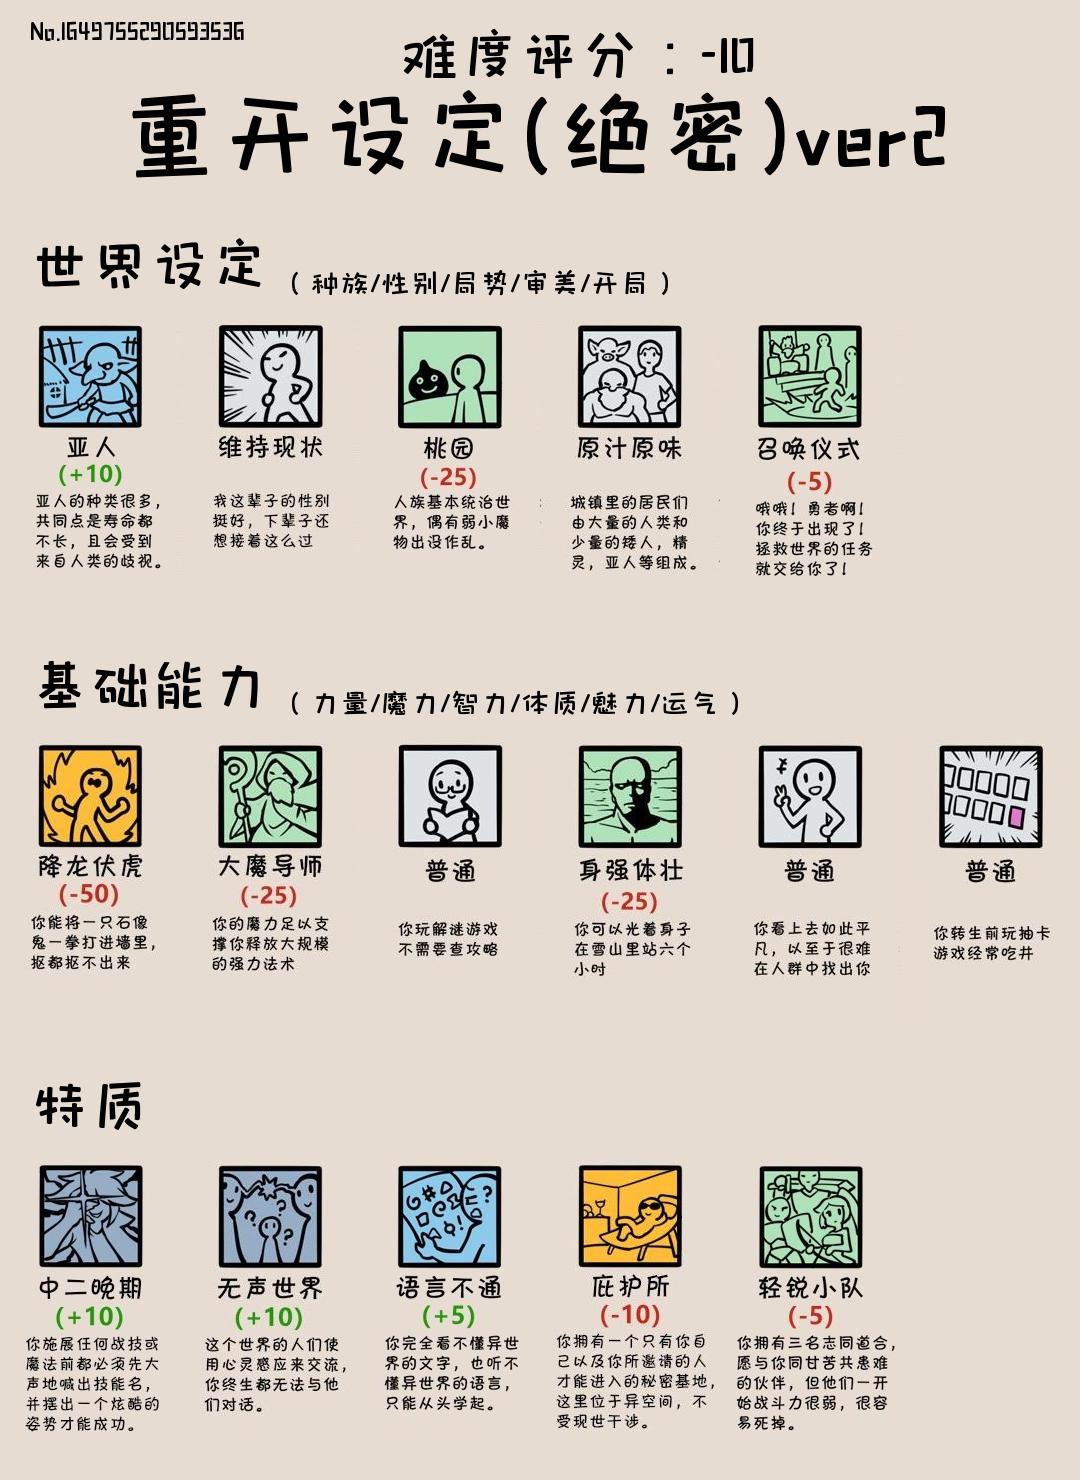 No.1649755290593536
难度评分：-10
重开设定(绝密)ver2
世界设定（种族/性别/局势/审美/开局）
亚人
(+10)
亚人的种类很多，
共同点是寿命都
不长，且会受到
来自人类的歧视。
维持现状
我这辈子的性别
挺好，下辈子还
想接着这么过
桃园
(-25)
人族基本统治世
界，偶有弱小魔
物出没作乱。
原汁原味
城镇里的居民们
由大量的人类和
少量的矮人，精
灵，亚人等组成。
召唤仪式
(-5)
哦哦！勇者啊！
你终于出现了！
拯救世界的任务
就交给你了！
基础能力（力量/魔力/智力/体质/魅力/运气）
降龙伏虎
(-50)
你能将一只石像
鬼一拳打进墙里，
抠都抠不出来
大魔导师
(-25)
你的魔力足以支
撑你释放大规模
的强力法术
普通
你玩解谜游戏
不需要查攻略
身强体壮
(-25)
你可以光着身子
在雪山里站六个
小时
普通
你看上去如此平
凡，以至于很难
在人群中找出你
普通
你转生前玩抽卡
游戏经常吃井
特质
中二晚期
(+10)
你施展任何战技或
魔法前都必须先大
声地喊出技能名，
并摆出一个炫酷的
姿势才能成功。
无声世界
(+10)
这个世界的人们使
用心灵感应来交流，
你终生都无法与他
们对话。
语言不通
(+5)
你完全看不懂异世
界的文字，也听不
懂异世界的语言，
只能从头学起。
庇护所
(-10)
你拥有一个只有你自
己以及你所邀请的人
才能进入的秘密基地，
这里位于异空间，不
受现世干涉。
轻锐小队
(-5)
你拥有三名志同道合，
愿与你同甘苦共患难
的伙伴，但他们一开
始战斗力很弱，很容
易死掉。